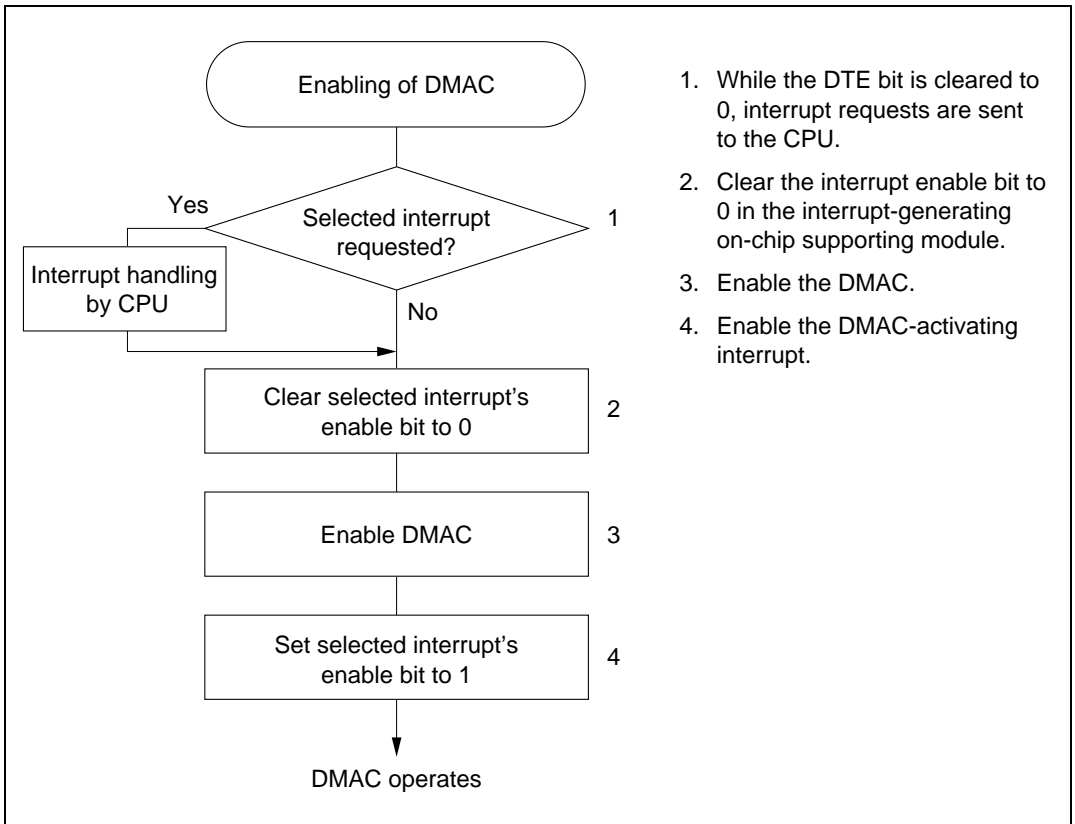 Enabling of DMAC
Yes
Selected interrupt
requested?
1
Interrupt handling
by CPU
No
Clear selected interrupt's
enable bit to 0
2
Enable DMAC
3
Set selected interrupt's
enable bit to 1
4
DMAC operates
1. While the DTE bit is cleared to
0, interrupt requests are sent
to the CPU.
2. Clear the interrupt enable bit to
0 in the interrupt-generating
on-chip supporting module.
3. Enable the DMAC.
4. Enable the DMAC-activating
interrupt.